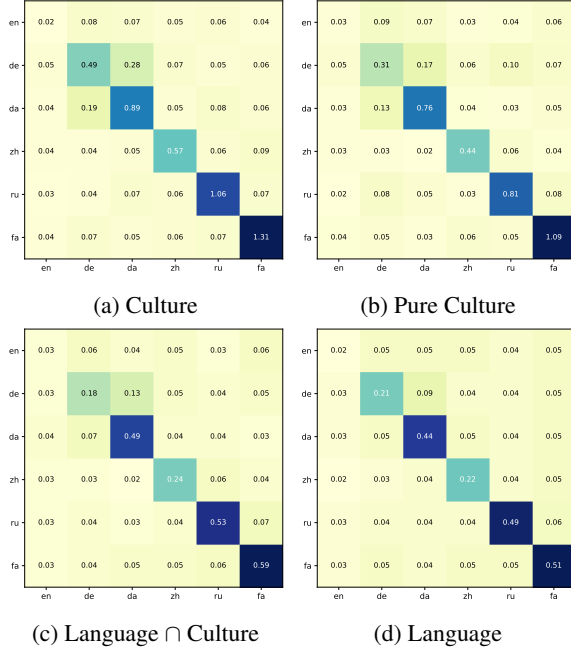 en 0.02 0.08 0.07 0.05 0.06 0.04 en 0.03 0.09 0.07 0.03 0.04 0.06
de 0.05 0.49 0.28 0.07 0.05 0.06 de 0.05 0.31 0.17 0.06 0.10 0.07
da 0.04 0.19 0.89 0.05 0.08 0.06 da 0.03 0.13 0.76 0.04 0.03 0.05
zh 0.04 0.04 0.05 0.57 0.06 0.09 zh 0.03 0.03 0.02 0.44 0.06 0.04
ru 0.03 0.04 0.07 0.06 1.06 0.07 ru 0.02 0.08 0.05 0.03 0.81 0.08
fa 0.04 0.07 0.05 0.06 0.07 1.31 fa 0.04 0.05 0.03 0.06 0.05 1.09
en de da zh ru fa en de da zh ru fa
(a) Culture (b) Pure Culture
en 0.03 0.06 0.04 0.05 0.03 0.06 en 0.02 0.05 0.05 0.05 0.04 0.05
de 0.03 0.18 0.13 0.05 0.04 0.05 de 0.03 0.21 0.09 0.04 0.04 0.05
da 0.04 0.07 0.49 0.04 0.04 0.03 da 0.03 0.05 0.44 0.04 0.04 0.05
zh 0.03 0.03 0.02 0.24 0.06 0.04 zh 0.02 0.03 0.04 0.22 0.04 0.05
ru 0.03 0.04 0.03 0.04 0.53 0.07 ru 0.03 0.04 0.04 0.04 0.49 0.06
fa 0.03 0.04 0.05 0.05 0.06 0.59 fa 0.03 0.05 0.04 0.05 0.04 0.51
en de da zh ru fa en de da zh ru fa
(c) Language ∩ Culture (d) Language